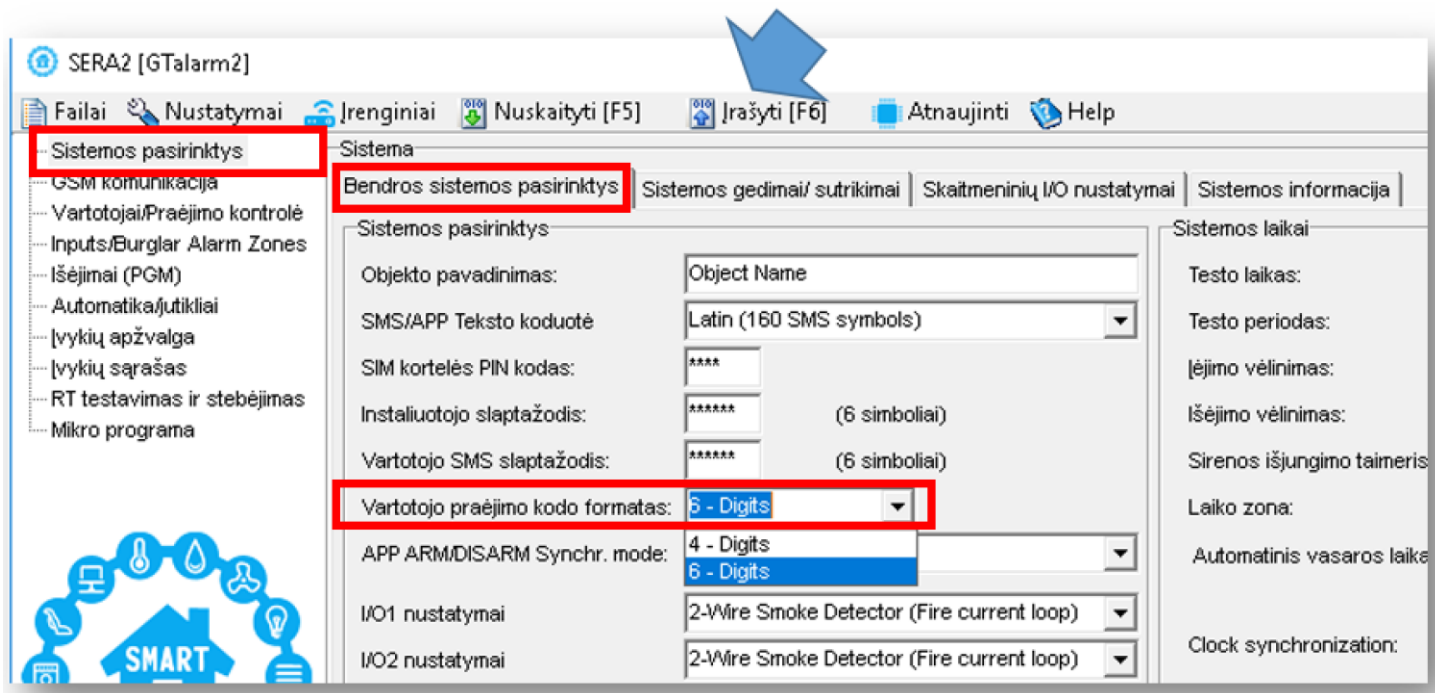 SERA2 [GTalarm2]
Failai Nustatymai Įrenginiai Nuskaityti [F5] Įrašyti [F6] Atnaujinti Help
Sistemos pasirinktys
GSM komunikacija
Vartotojai/Praėjimo kontrolė
Inputs/Burglar Alarm Zones
Išėjimai (PGM)
Automatika/jutikliai
Įvykių apžvalga
Įvykių sąrašas
RT testavimas ir stebėjimas
Mikro programa
SMART
Sistema
Bendros sistemos pasirinktys Sistemos gedimai/ sutrikimai Skaitmeninių I/O nustatymai Sistemos informacija
Sistemos pasirinktys
Objekto pavadinimas: Object Name
SMS/APP Teksto koduotė Latin (160 SMS symbols)
SIM kortelės PIN kodas: ****
Instaliuotojo slaptažodis: ****** (6 simboliai)
Vartotojo SMS slaptažodis: ****** (6 simboliai)
Vartotojo praėjimo kodo formatas: 6 - Digits
4 - Digits
6 - Digits
APP ARM/DISARM Synchr. mode:
I/O1 nustatymai 2-Wire Smoke Detector (Fire current loop)
I/O2 nustatymai 2-Wire Smoke Detector (Fire current loop)
Sistemos laikai
Testo laikas:
Testo periodas:
Įėjimo vėlinimas:
Išėjimo vėlinimas:
Sirenos išjungimo taimeris
Laiko zona:
Automatinis vasaros laika
Clock synchronization: